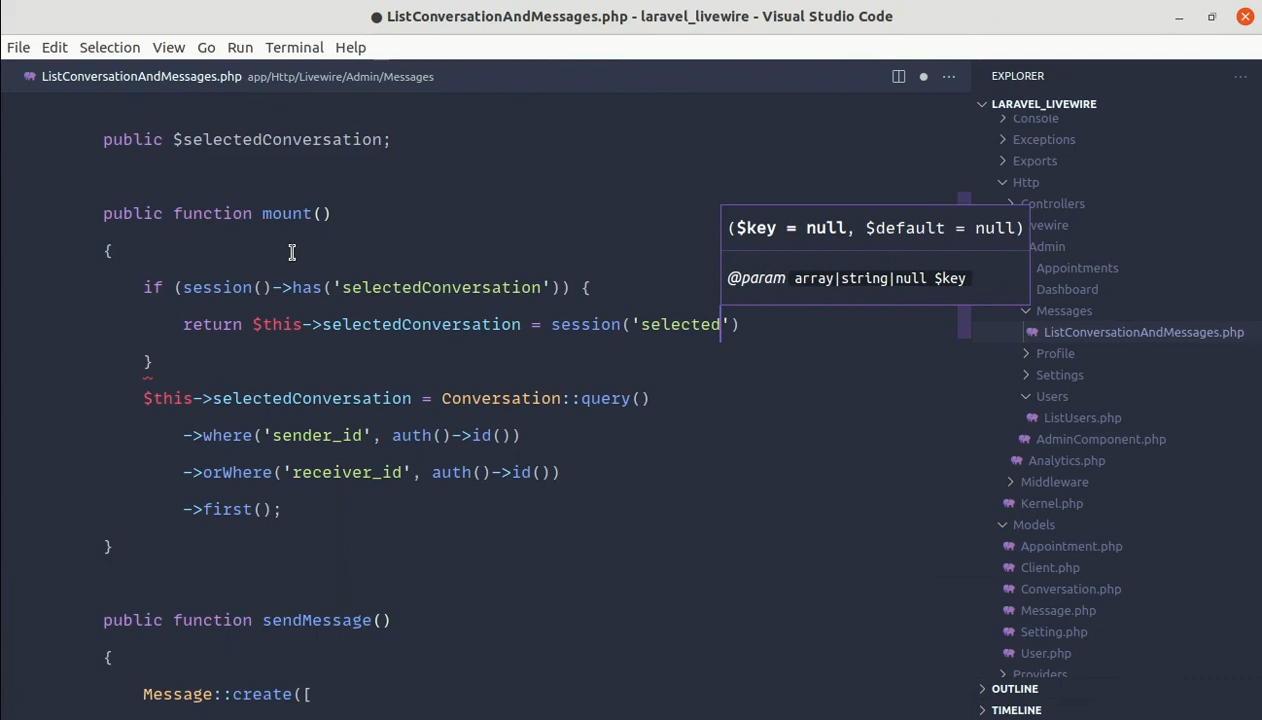 ListConversationAndMessages.php - laravel_livewire - Visual Studio Code
File Edit Selection View Go Run Terminal Help
ListConversationAndMessages.php app/Http/Livewire/Admin/Messages
public $selectedConversation;
public function mount()
{
if (session()->has('selectedConversation')) {
return $this->selectedConversation = session('selected')
}
$this->selectedConversation = Conversation::query()
->where('sender_id', auth()->id())
->orWhere('receiver_id', auth()->id())
->first();
}
public function sendMessage()
{
Message::create([
($key = null, $default = null)
@param array|string|null $key
EXPLORER
LARAVEL_LIVEWIRE
Console
Exceptions
Exports
Http
Controllers
vewire
dmin
Appointments
Dashboard
Messages
ListConversationAndMessages.php
Profile
Settings
Users
ListUsers.php
AdminComponent.php
Analytics.php
Middleware
Kernel.php
Models
Appointment.php
Client.php
Conversation.php
Message.php
Setting.php
User.php
Providers
OUTLINE
TIMELINE